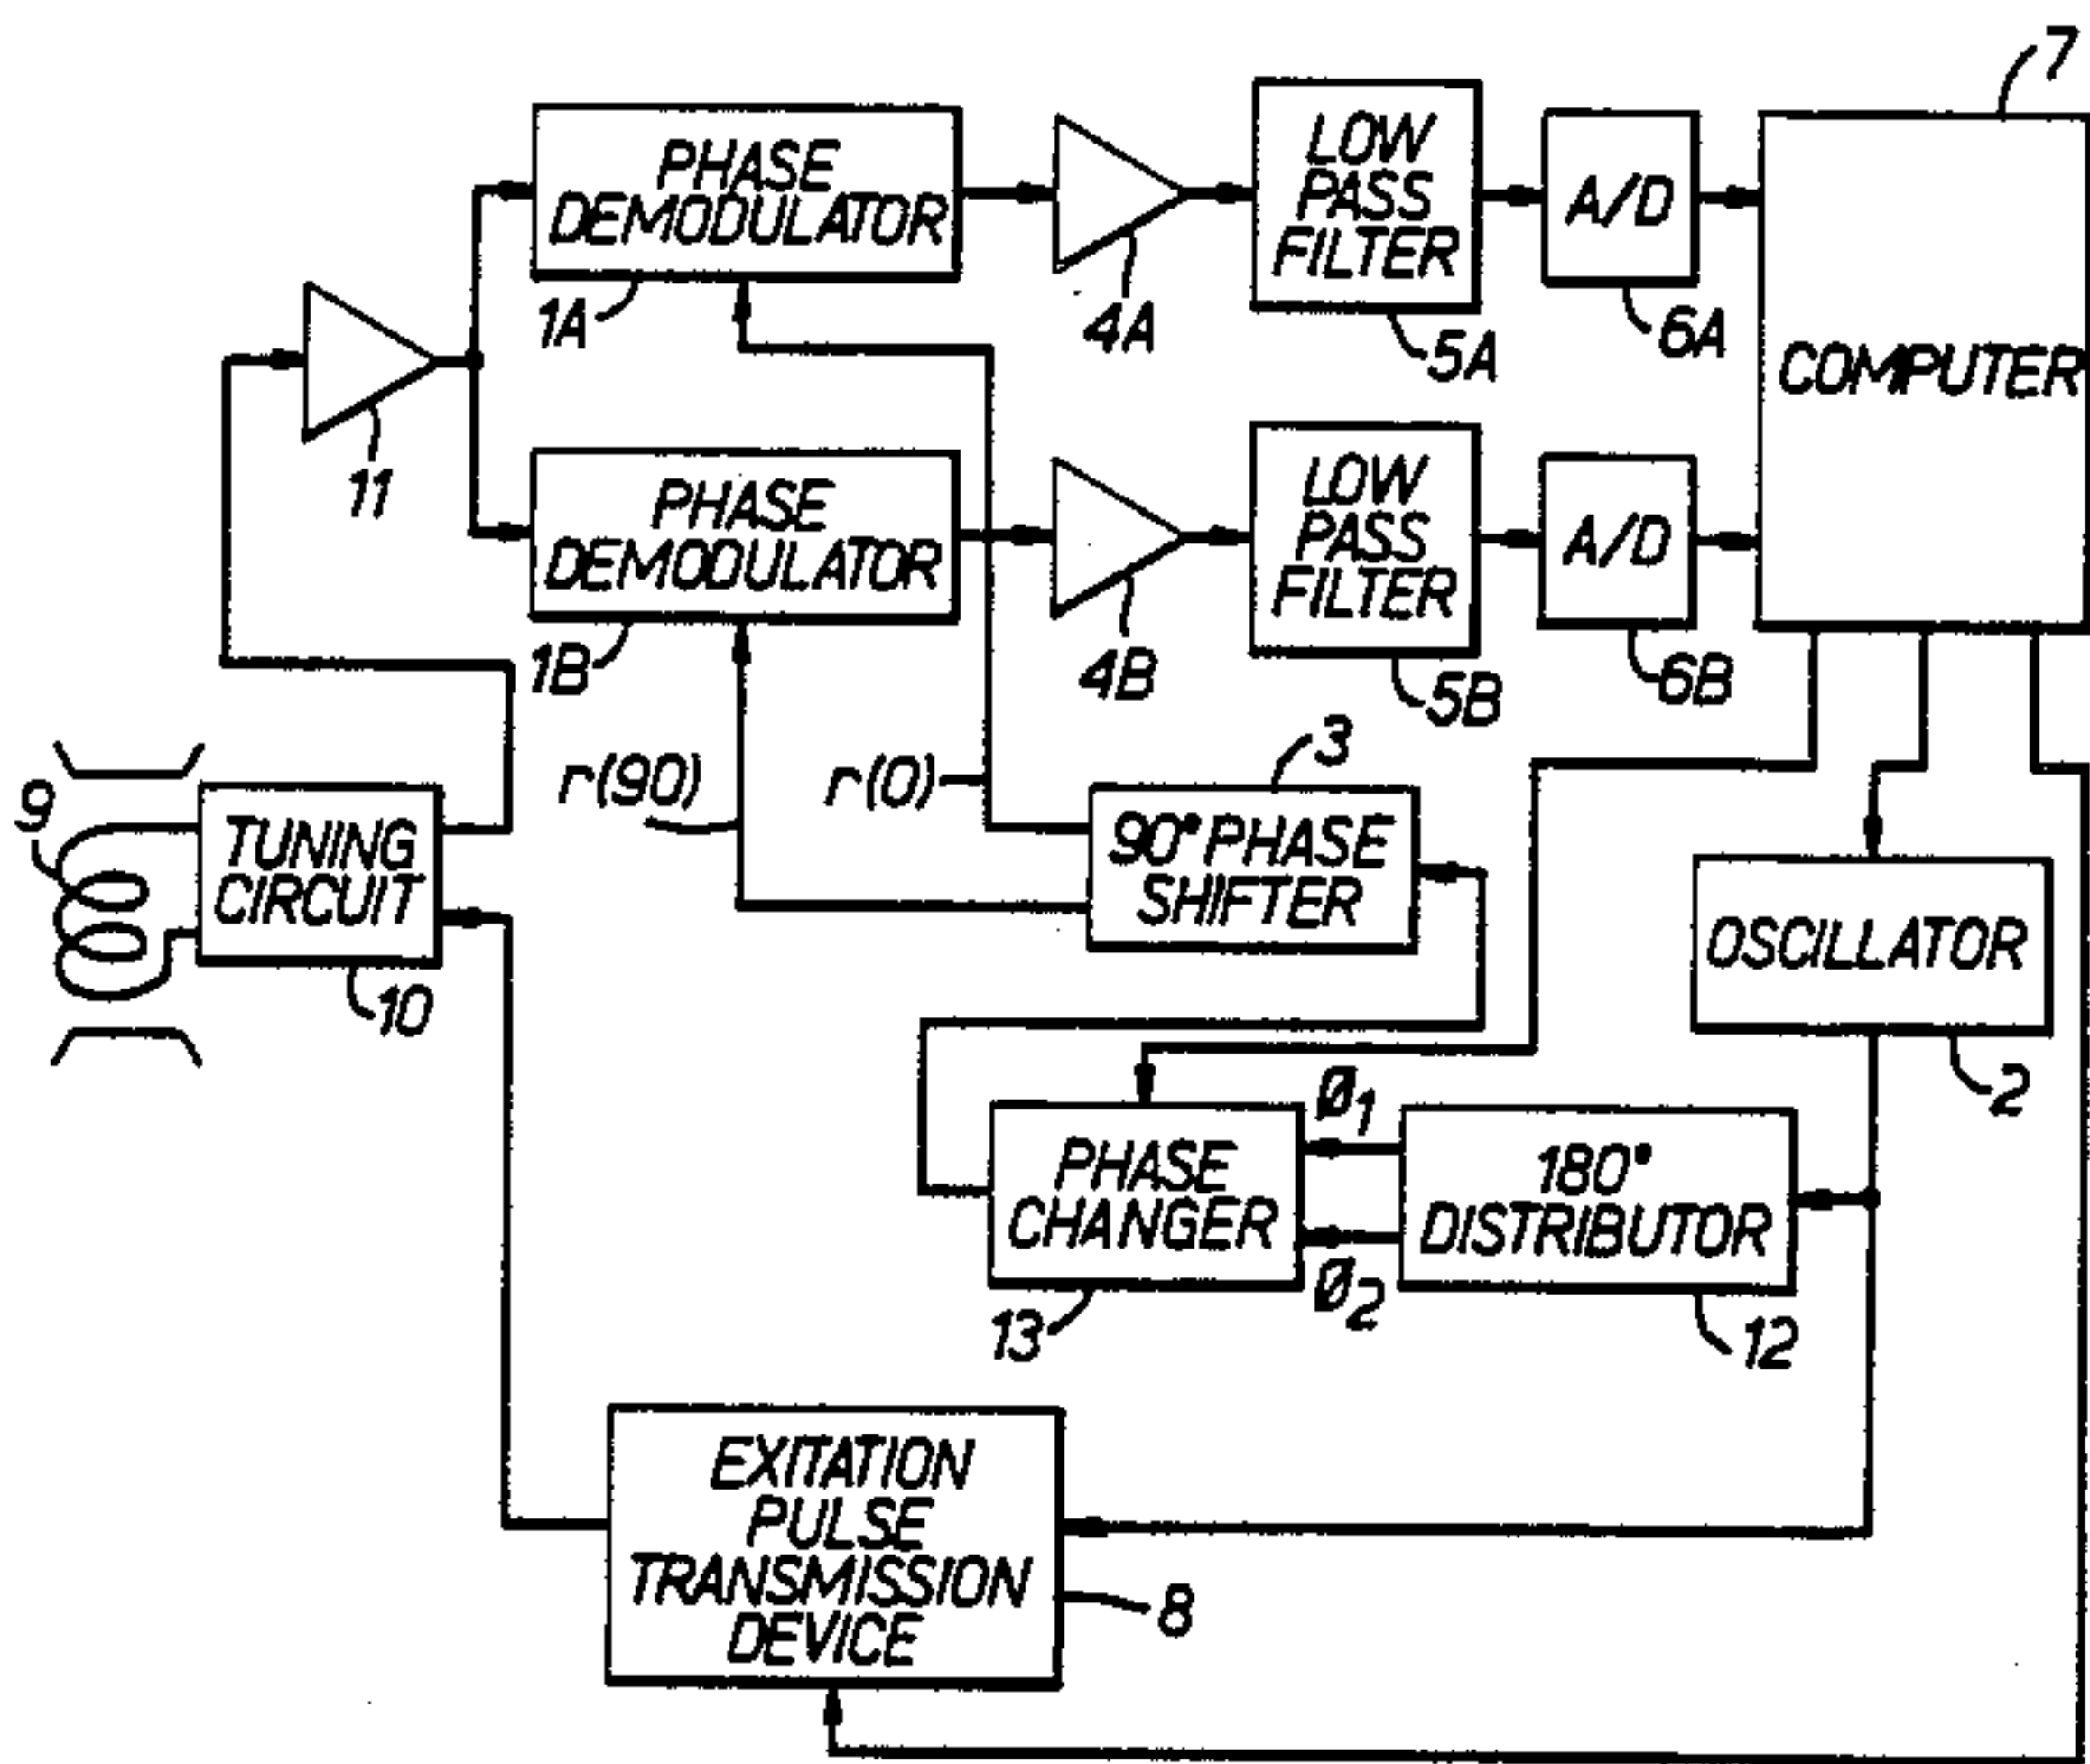 7
PHASE
DEMODULATOR
LOW
PASS
FILTER
A/D
COMPUTER
1A
4A
5A
6A
11
PHASE
DEMODULATOR
LOW
PASS
FILTER
A/D
1B
4B
5B
6B
9
TUNING
CIRCUIT
10
r(90)
r(0)
3
90° PHASE
SHIFTER
OSCILLATOR
2
PHASE
CHANGER
13
Ø1
Ø2
180°
DISTRIBUTOR
12
EXITATION
PULSE
TRANSMISSION
DEVICE
8